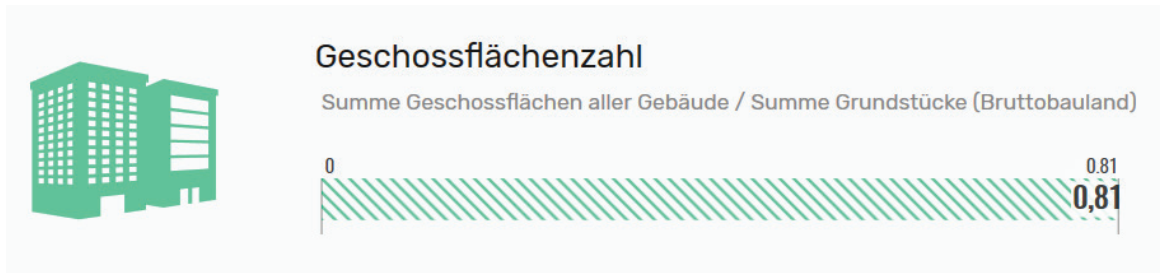 Geschossflächenzahl
Summe Geschossflächen aller Gebäude / Summe Grundstücke (Bruttobauland)
0 0.81
0,81